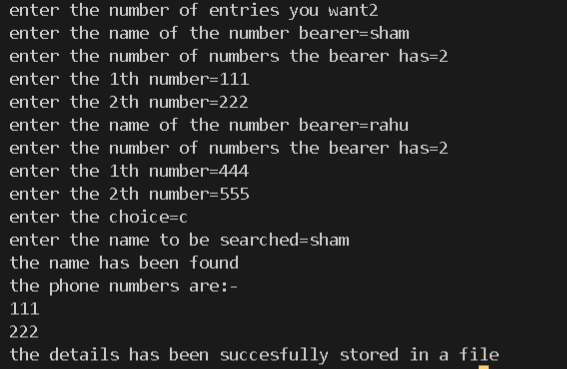 enter the number of entries you want2
enter the name of the number bearer=sham
enter the number of numbers the bearer has=2
enter the 1th number=111
enter the 2th number=222
enter the name of the number bearer=rahu
enter the number of numbers the bearer has=2
enter the 1th number=444
enter the 2th number=555
enter the choice=c
enter the name to be searched=sham
the name has been found
the phone numbers are:-
111
222
the details has been succesfully stored in a file